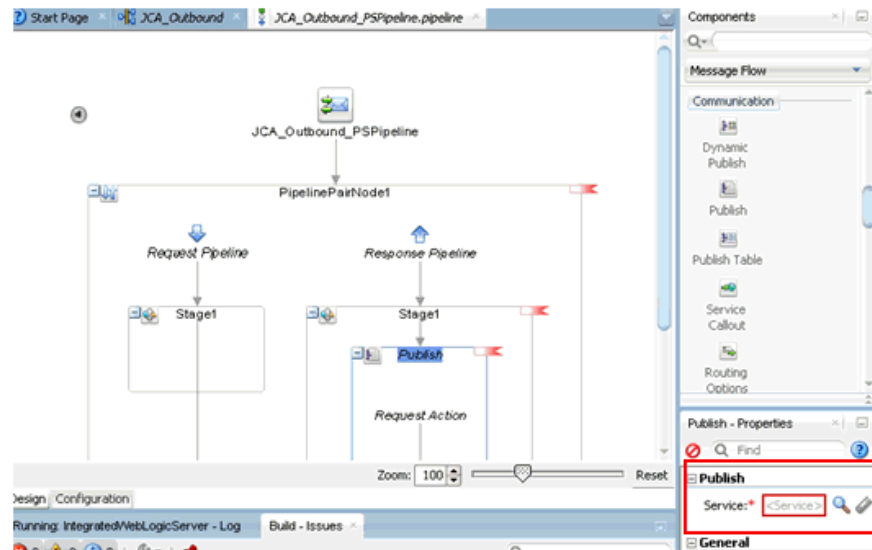 Start Page
JCA_Outbound
JCA_Outbound_PSPipeline.pipeline
JCA_Outbound_PSPipeline
PipelinePairNode1
Request Pipeline
Response Pipeline
Stage1
Stage1
Publish
Request Action
Zoom: 100
Reset
Design Configuration
Running: IntegratedWebLogicServer - Log
Build - Issues
Components
Message Flow
Communication
Dynamic
Publish
Publish
Publish Table
Service
Callout
Routing
Options
Publish - Properties
Find
Publish
Service:* <Service>
General